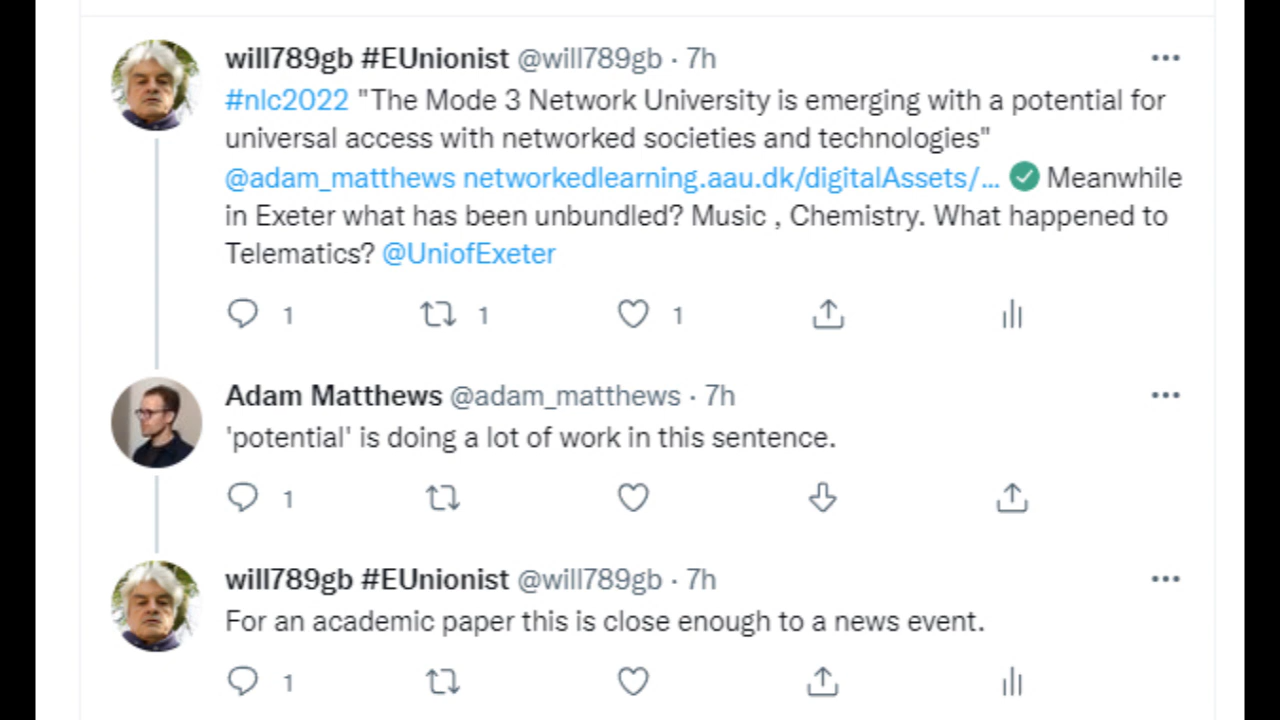 will789gb #EUnionist @will789gb · 7h
#nlc2022 "The Mode 3 Network University is emerging with a potential for
universal access with networked societies and technologies"
@adam_matthews networkedlearning.aau.dk/digitalAssets/... ✅ Meanwhile
in Exeter what has been unbundled? Music , Chemistry. What happened to
Telematics? @UniofExeter
1 1 1
Adam Matthews @adam_matthews · 7h
'potential' is doing a lot of work in this sentence.
1
will789gb #EUnionist @will789gb · 7h
For an academic paper this is close enough to a news event.
1